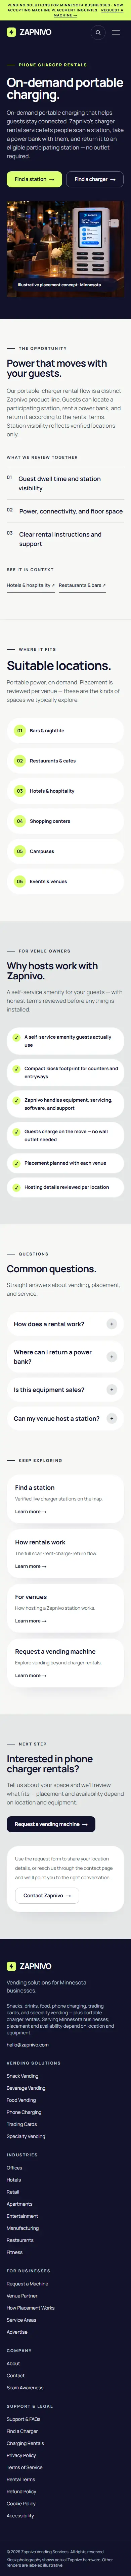 VENDING SOLUTIONS FOR MINNESOTA BUSINESSES · NOW
ACCEPTING MACHINE PLACEMENT INQUIRIES · REQUEST A
MACHINE →
ZAPNIVO
PHONE CHARGER RENTALS
On-demand portable
charging.
On-demand portable charging helps guests
stay connected. Zapnivo's phone charger
rental service lets people scan a station, take
a power bank with them, and return it to a
participating station — no outlet
required.
Find a station →
Find a charger →
Illustrative placement concept · Minnesota
THE OPPORTUNITY
Power that moves with
your guests.
Our portable-charger rental flow is a distinct
Zapnivo product line. Guests locate a
participating station, rent a power bank, and
return it according to the applicable rental
instructions. Station visibility reflects verified
locations only.
WHAT WE REVIEW TOGETHER
01 Guest dwell time and station
visibility
02 Power, connectivity, and floor space
03 Clear rental instructions and
support
SEE IT IN CONTEXT
Hotels & hospitality ↗ Restaurants & bars ↗
WHERE IT FITS
Suitable locations.
Portable power, on demand. Placement is
reviewed per venue — these are the kinds of
spaces we typically explore.
01 Bars & nightlife
02 Restaurants & cafés
03 Hotels & hospitality
04 Shopping centers
05 Campuses
06 Events & venues
FOR VENUE OWNERS
Why hosts work with
Zapnivo.
A self-service amenity for your guests — with
honest terms reviewed before anything is
installed.
✓ A self-service amenity guests actually
use
✓ Compact kiosk footprint for counters and
entryways
✓ Zapnivo handles equipment, servicing,
software, and support
✓ Guests charge on the move — no wall
outlet needed
✓ Placement planned with each venue
✓ Hosting details reviewed per location
QUESTIONS
Common questions.
Straight answers about vending, placement,
and service.
How does a rental work? +
Where can I return a power
bank? +
Is this equipment sales? +
Can my venue host a station? +
KEEP EXPLORING
Find a station
Verified live charger stations on the map.
Learn more →
How rentals work
The full scan-rent-charge-return flow.
Learn more →
For venues
How hosting a Zapnivo station works.
Learn more →
Request a vending machine
Explore vending beyond charger rentals.
Learn more →
NEXT STEP
Interested in phone
charger rentals?
Tell us about your space and we'll review
it and placement. Availability depends
on location and equipment.
Request a vending machine →
Use the request form to share your location
details, or reach us through the contact page
and we'll point you to the right conversation.
Contact Zapnivo →
ZAPNIVO
Vending solutions for Minnesota
businesses.
Snacks, drinks, food, phone charging, trading
cards, and specialty vending — plus portable
charger rentals. Serving Minnesota businesses;
placement and availability depend on location and
equipment.
hello@zapnivo.com
VENDING SOLUTIONS
Snack Vending
Beverage Vending
Food Vending
Phone Charging
Trading Cards
Specialty Vending
INDUSTRIES
Offices
Hotels
Retail
Apartments
Entertainment
Manufacturing
Restaurants
Fitness
FOR BUSINESSES
Request a Machine
Venue Partner
How Placement Works
Service Areas
Advertise
COMPANY
About
Contact
Scam Awareness
SUPPORT & LEGAL
Support & FAQs
Find a Charger
Charging Rentals
Privacy Policy
Terms of Service
Rental Terms
Refund Policy
Cookie Policy
Accessibility
© 2026 Zapnivo Vending Services. All rights reserved.
Kiosk photography shows actual Zapnivo hardware. Other
renders are labeled illustrative.